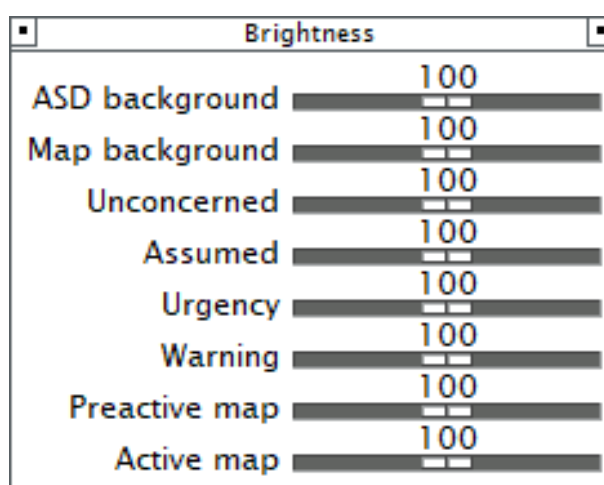 Brightness
100
ASD background
100
Map background
100
Unconcerned
100
Assumed
100
Urgency
100
Warning
100
Preactive map
100
Active map